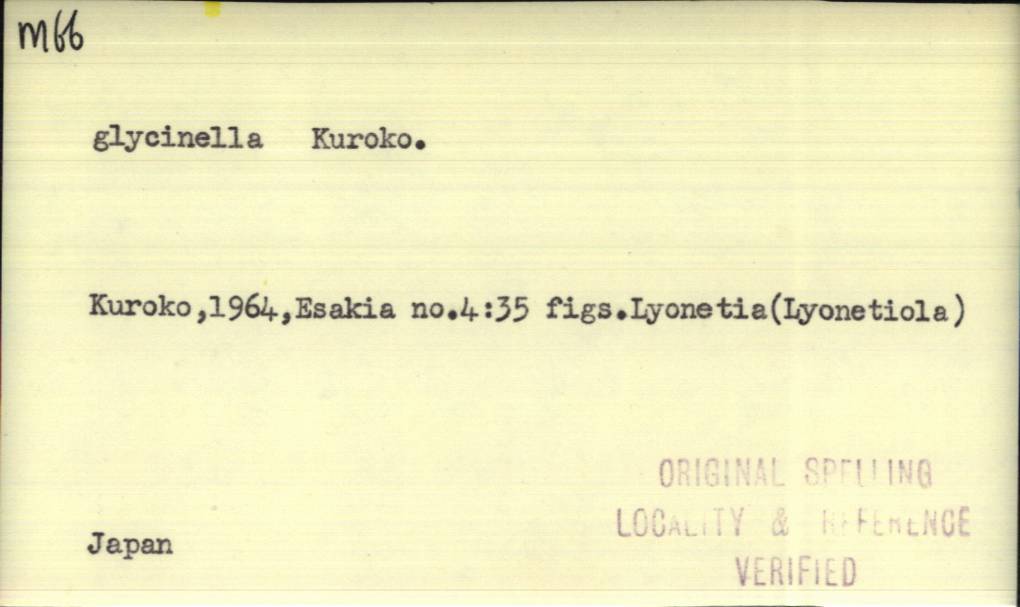 m66
glycinella Kuroko.
Kuroko,1964,Esakia no.4:35 figs.Lyonetia(Lyonetiola)
Japan
ORIGINAL SPELLING
LOCALITY & REFERENCE
VERIFIED